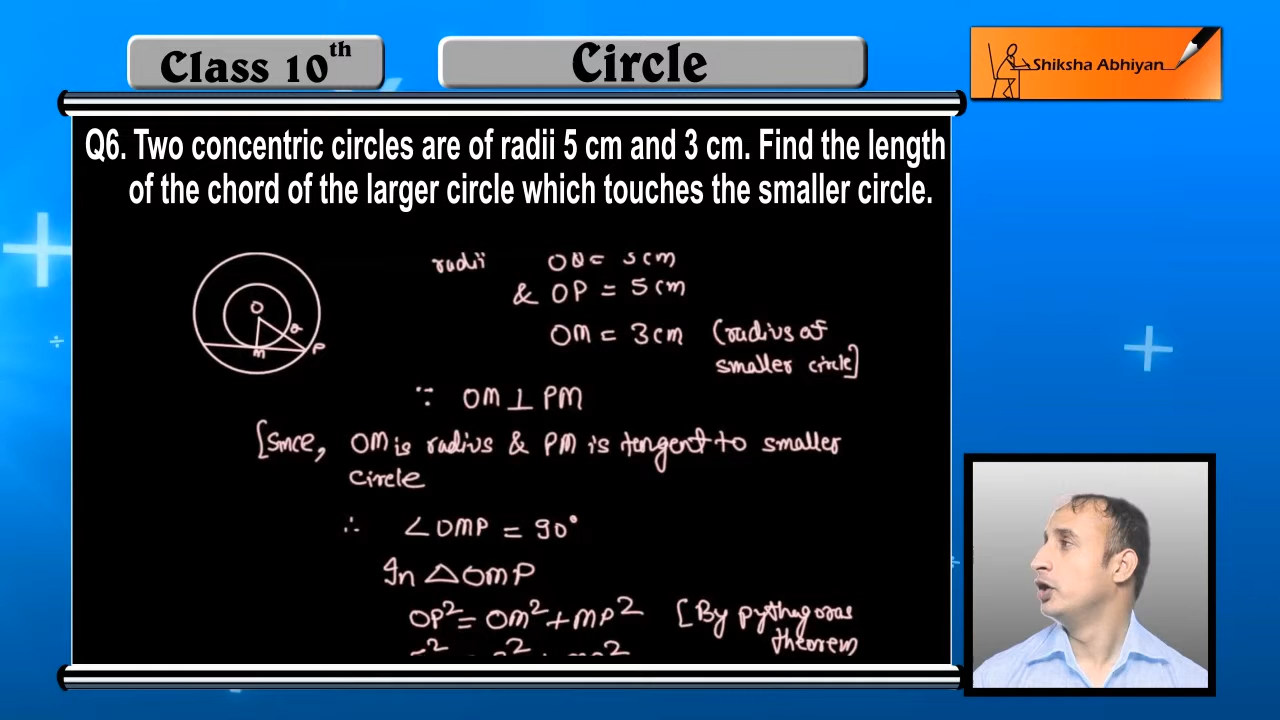 Class 10th
Circle
Shiksha Abhiyan
Q6. Two concentric circles are of radii 5 cm and 3 cm. Find the length
of the chord of the larger circle which touches the smaller circle.
radii OQ = 3cm
& OP = 5cm
OM = 3cm (radius of
smaller circle]
∵ OM ⊥ PM
[Since, OM is radius & PM is tangent to smaller
circle
∴ ∠OMP = 90°
In △OMP
OP² = OM² + MP² [By pythagoras
theorem
O
Q
M
P